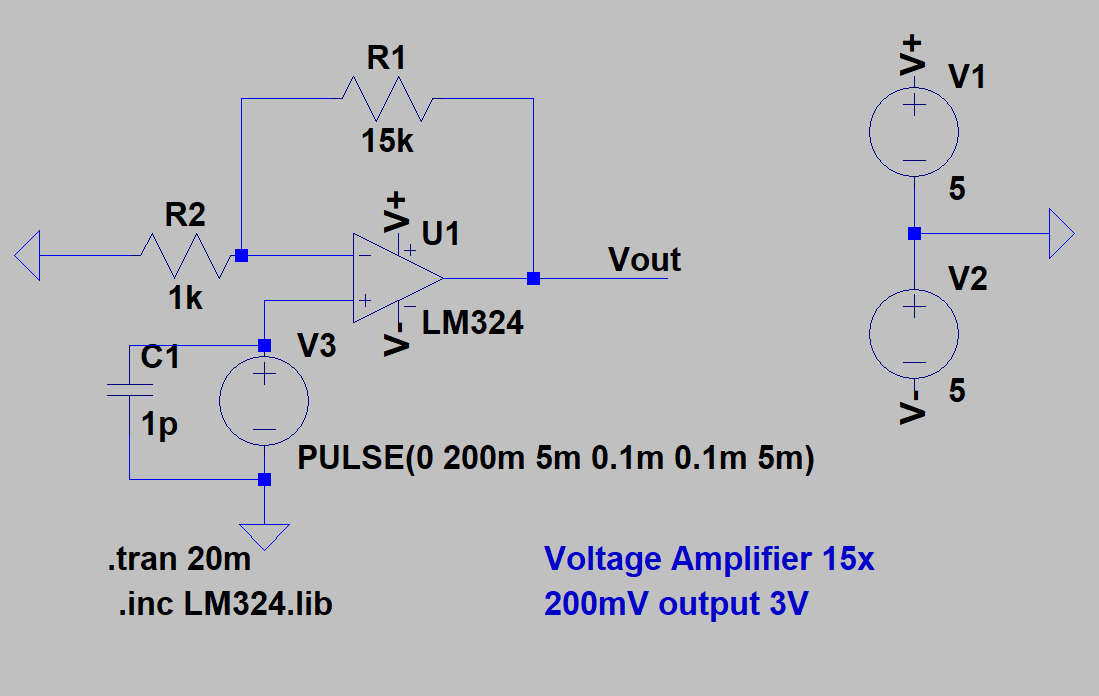 R1
15k
V+
V1
5
R2
1k
V+
U1
Vout
LM324
V-
V2
5
V-
C1
1p
V3
PULSE(0 200m 5m 0.1m 0.1m 5m)
.tran 20m
.inc LM324.lib
Voltage Amplifier 15x
200mV output 3V